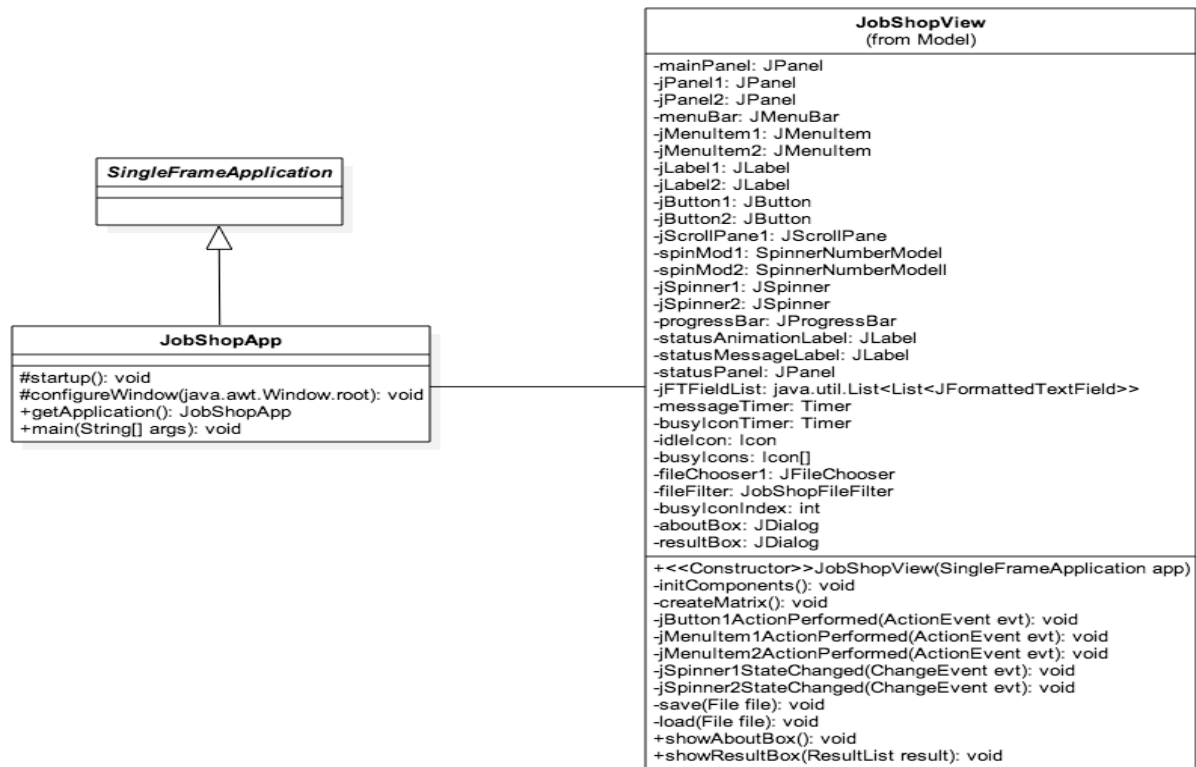 SingleFrameApplication
JobShopApp
#startup(): void
#configureWindow(java.awt.Window.root): void
+getApplication(): JobShopApp
+main(String[] args): void
JobShopView
(from Model)
-mainPanel: JPanel
-jPanel1: JPanel
-jPanel2: JPanel
-menuBar: JMenuBar
-jMenuItem1: JMenuItem
-jMenuItem2: JMenuItem
-jLabel1: JLabel
-jLabel2: JLabel
-jButton1: JButton
-jButton2: JButton
-jScrollPane1: JScrollPane
-spinMod1: SpinnerNumberModel
-spinMod2: SpinnerNumberModell
-jSpinner1: JSpinner
-jSpinner2: JSpinner
-progressBar: JProgressBar
-statusAnimationLabel: JLabel
-statusMessageLabel: JLabel
-statusPanel: JPanel
-jFTFieldList: java.util.List<List<JFormattedTextField>>
-messageTimer: Timer
-busyIconTimer: Timer
-idleIcon: Icon
-busyIcons: Icon[]
-fileChooser1: JFileChooser
-fileFilter: JobShopFileFilter
-busyIconIndex: int
-aboutBox: JDialog
-resultBox: JDialog
+<<Constructor>>JobShopView(SingleFrameApplication app)
-initComponents(): void
-createMatrix(): void
-jButton1ActionPerformed(ActionEvent evt): void
-jMenuItem1ActionPerformed(ActionEvent evt): void
-jMenuItem2ActionPerformed(ActionEvent evt): void
-jSpinner1StateChanged(ChangeEvent evt): void
-jSpinner2StateChanged(ChangeEvent evt): void
-save(File file): void
-load(File file): void
+showAboutBox(): void
+showResultBox(ResultList result): void